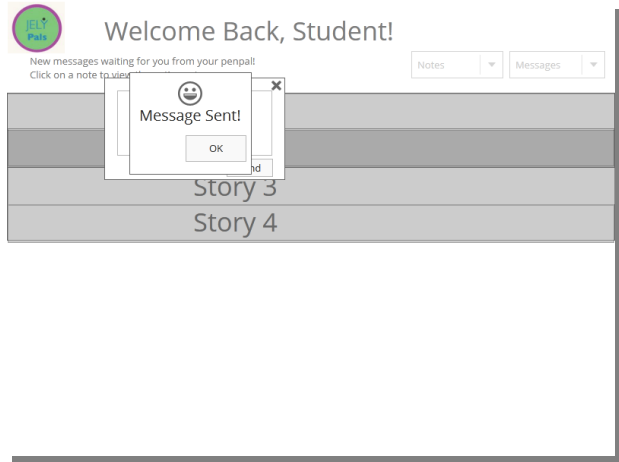 JELY
Pals
Welcome Back, Student!
New messages waiting for you from your penpal!
Click on a note to view
Notes
Messages
Message Sent!
OK
Story 3
Story 4